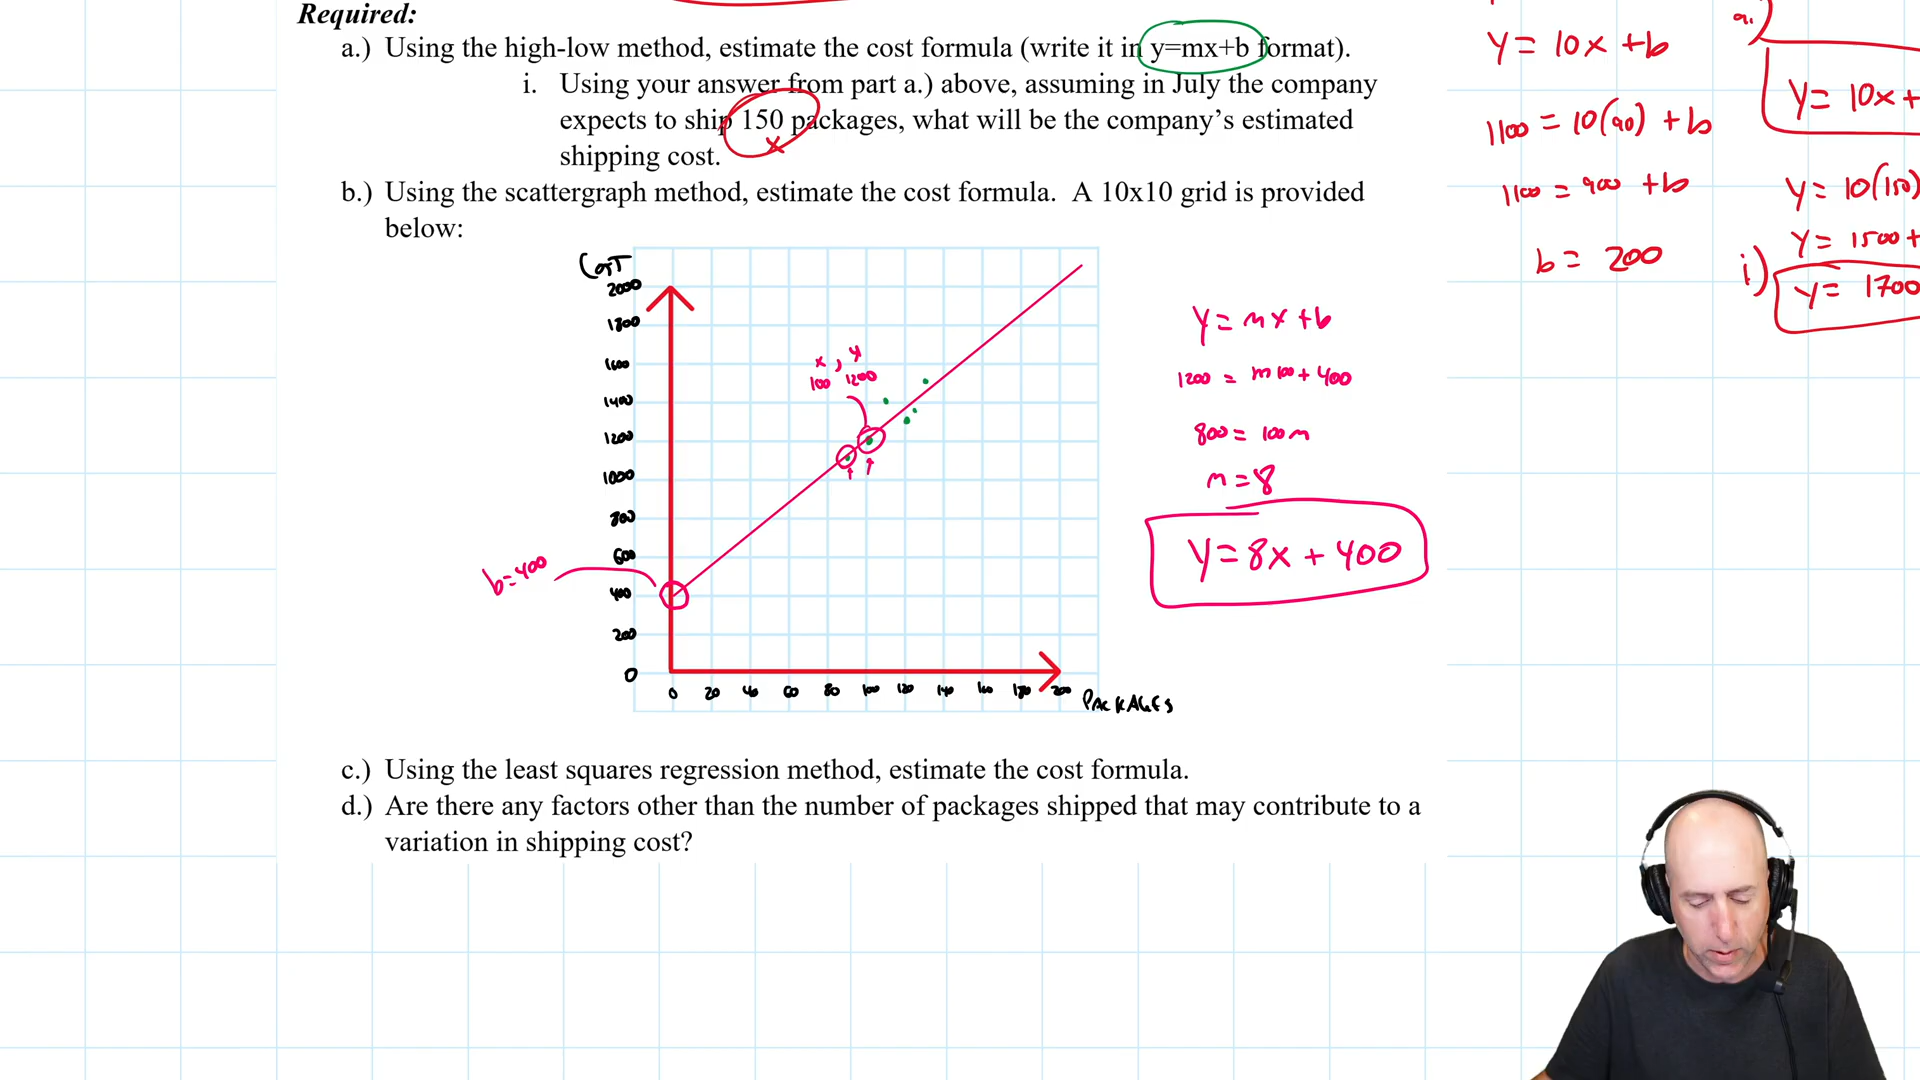 Required:
a.) Using the high-low method, estimate the cost formula (write it in y=mx+b format).
i. Using your answer from part a.) above, assuming in July the company
expects to ship 150 packages, what will be the company's estimated
x
shipping cost.
b.) Using the scattergraph method, estimate the cost formula. A 10x10 grid is provided
below:
COST
2000
1800
1600
1400
1200
1000
800
600
400
200
0
0 20 40 60 80 100 120 140 160 180 200
PACKAGES
x , y
100 1200
b=400
y = mx + b
1200 = m100 + 400
800 = 100m
m = 8
y = 8x + 400
y = 10x + b
1100 = 10(90) + b
1100 = 900 + b
b = 200
a.)
y = 10x +
y = 10(150)
y = 1500 +
i)
y = 1700
c.) Using the least squares regression method, estimate the cost formula.
d.) Are there any factors other than the number of packages shipped that may contribute to a
variation in shipping cost?